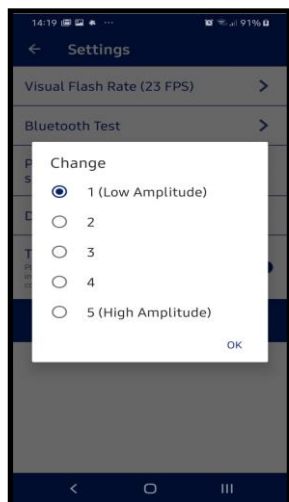 14:19 ... 91%
← Settings
Visual Flash Rate (23 FPS) >
Bluetooth Test >
Change
1 (Low Amplitude)
2
3
4
5 (High Amplitude)
OK